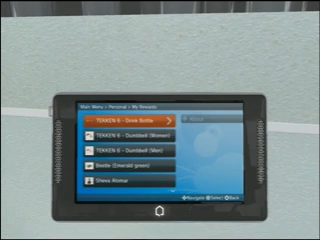 Main Menu > Personal > My Rewards
TEKKEN 6 - Drink Bottle
About
TEKKEN 6 - Dumbbell (Women)
TEKKEN 6 - Dumbbell (Men)
Beetle (Emerald green)
Sheva Alomar
Navigate Select Back